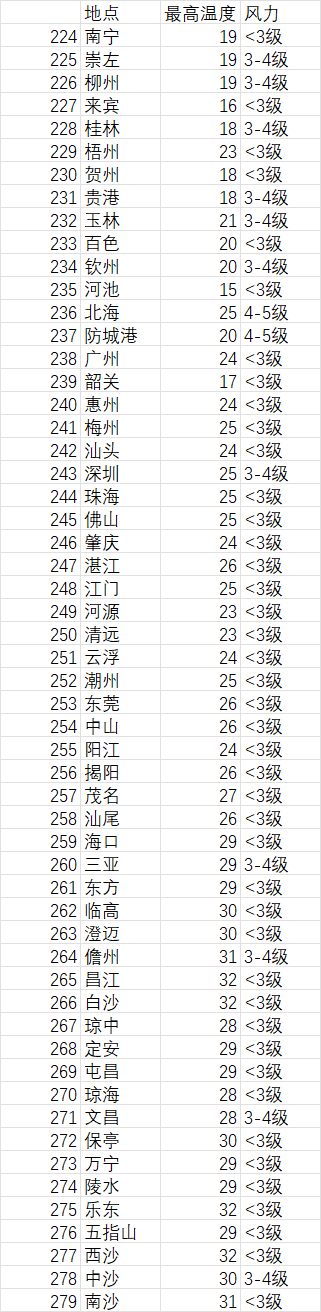 地点 最高温度 风力
224 南宁 19 <3级
225 崇左 19 3-4级
226 柳州 19 3-4级
227 来宾 16 <3级
228 桂林 18 3-4级
229 梧州 23 <3级
230 贺州 18 <3级
231 贵港 18 3-4级
232 玉林 21 3-4级
233 百色 20 <3级
234 钦州 20 3-4级
235 河池 15 <3级
236 北海 25 4-5级
237 防城港 20 4-5级
238 广州 24 <3级
239 韶关 17 <3级
240 惠州 24 <3级
241 梅州 25 <3级
242 汕头 24 <3级
243 深圳 25 3-4级
244 珠海 25 <3级
245 佛山 25 <3级
246 肇庆 24 <3级
247 湛江 26 <3级
248 江门 25 <3级
249 河源 23 <3级
250 清远 23 <3级
251 云浮 24 <3级
252 潮州 25 <3级
253 东莞 26 <3级
254 中山 26 <3级
255 阳江 24 <3级
256 揭阳 26 <3级
257 茂名 27 <3级
258 汕尾 26 <3级
259 海口 29 <3级
260 三亚 29 3-4级
261 东方 29 <3级
262 临高 30 <3级
263 澄迈 30 <3级
264 儋州 31 3-4级
265 昌江 32 <3级
266 白沙 32 <3级
267 琼中 28 <3级
268 定安 29 <3级
269 屯昌 29 <3级
270 琼海 28 <3级
271 文昌 28 3-4级
272 保亭 30 <3级
273 万宁 29 <3级
274 陵水 29 <3级
275 乐东 32 <3级
276 五指山 29 <3级
277 西沙 32 <3级
278 中沙 30 3-4级
279 南沙 31 <3级